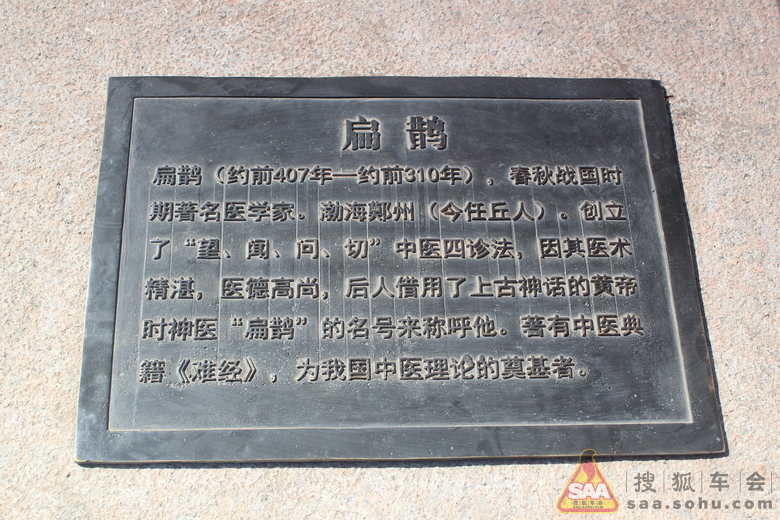 扁鹊
扁鹊（约前407年—约前310年），春秋战国时
期著名医学家。渤海鄚州（今任丘人）。创立
了“望、闻、问、切”中医四诊法，因其医术
精湛，医德高尚，后人借用了上古神话的黄帝
时神医“扁鹊”的名号来称呼他。著有中医典
籍《难经》，为我国中医理论的奠基者。
SAA
搜狐车会
搜狐车会
saa.sohu.com